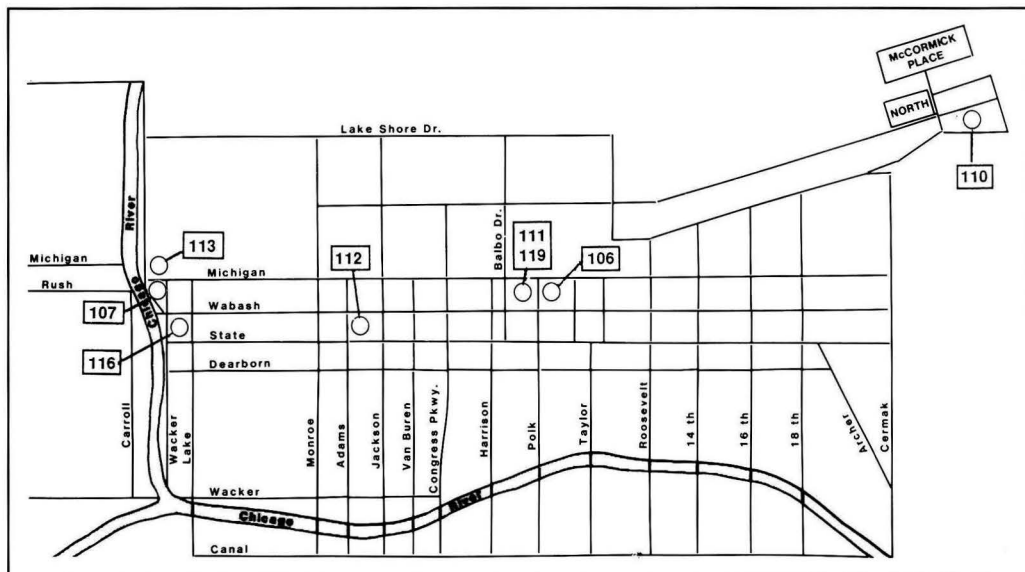 McCORMICK
PLACE
NORTH
110
Lake Shore Dr.
River
Balbo Dr.
113
111
119
106
112
Michigan
Michigan
Rush
Chicago
107
Wabash
State
116
Dearborn
Carroll
Wacker
Lake
Monroe
Adams
Jackson
Van Buren
Congress Pkwy.
Harrison
Polk
Taylor
Roosevelt
14 th
16 th
18 th
Archer
Cermak
Wacker
Chicago
River
Canal